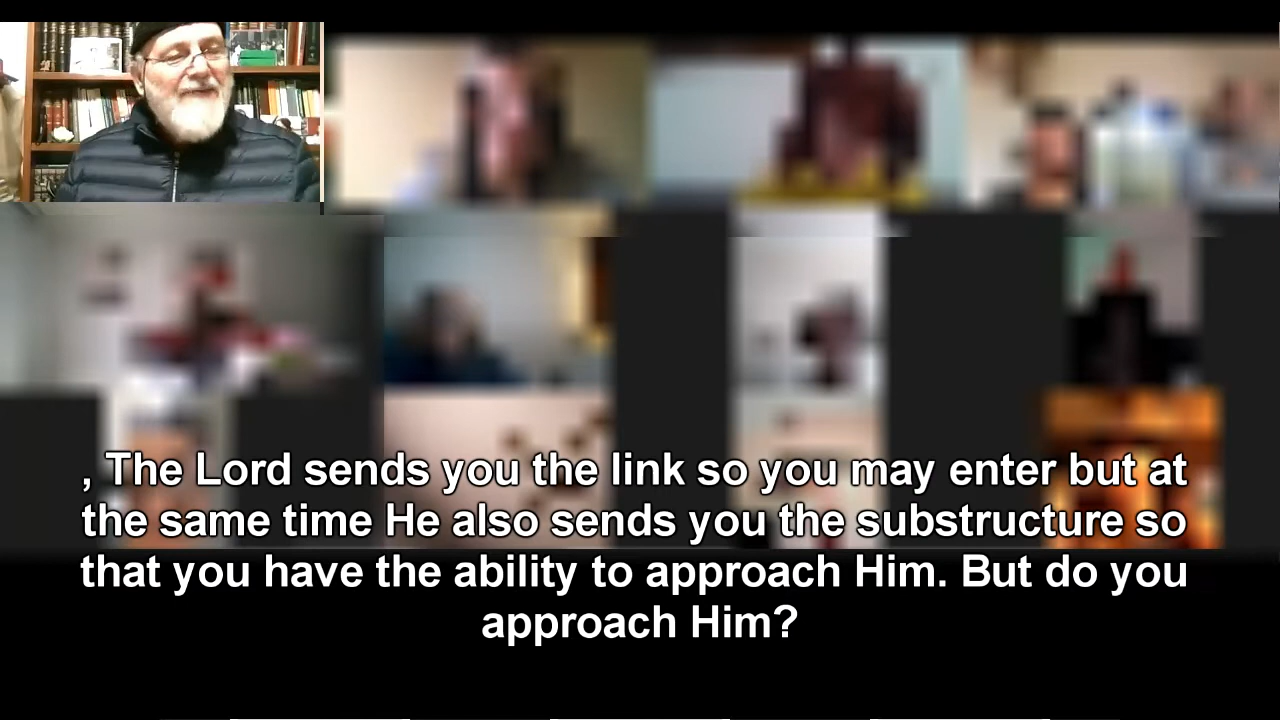 , The Lord sends you the link so you may enter but at
the same time He also sends you the substructure so
that you have the ability to approach Him. But do you
approach Him?